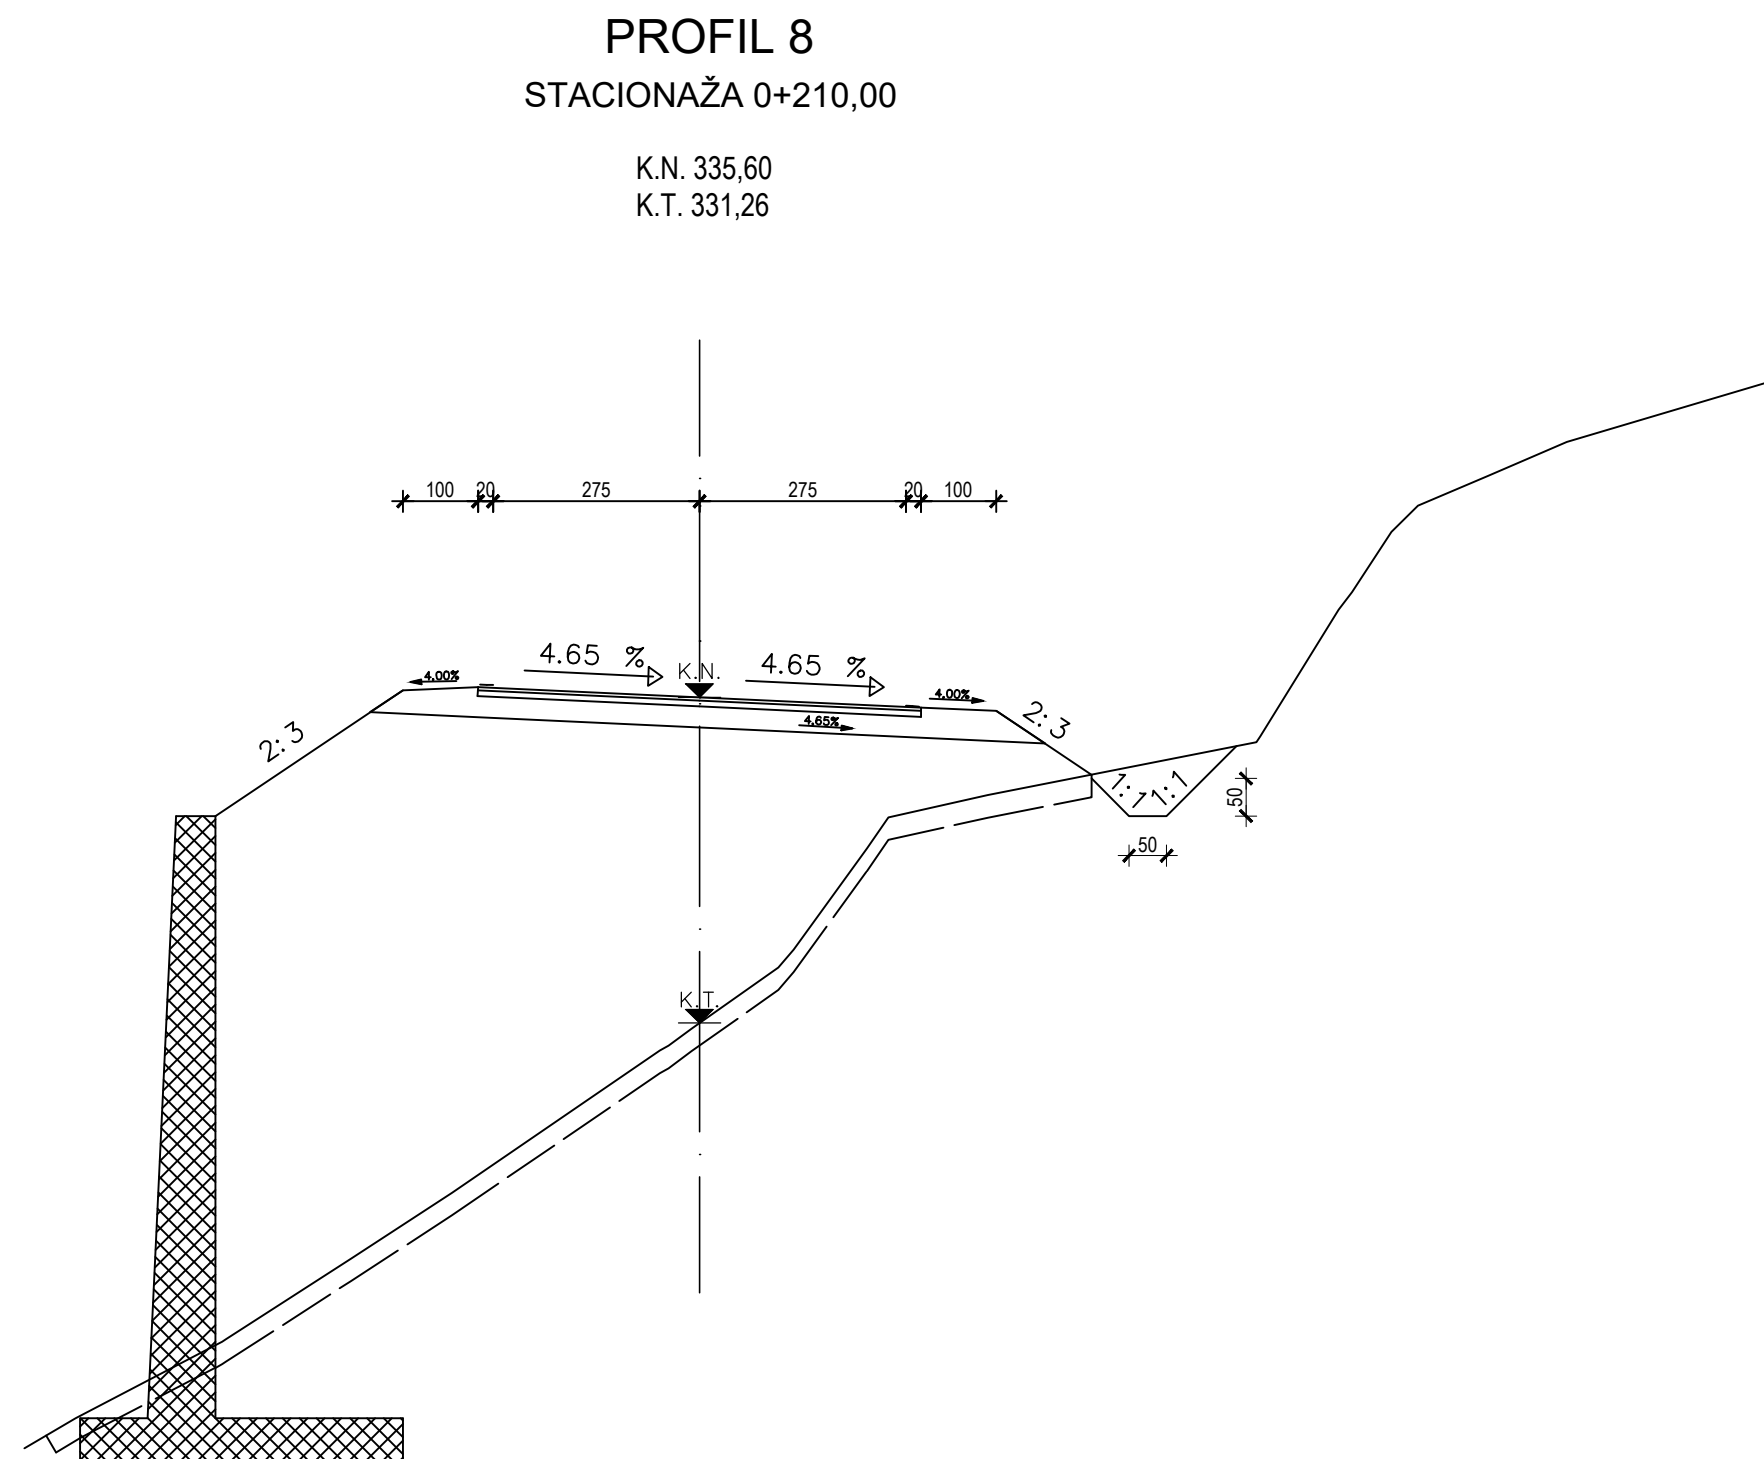 PROFIL 8
STACIONAŽA 0+210,00
K.N. 335,60
K.T. 331,26
100 20 275 275 20 100
4.65 % 4.65 %
4.00% K.N. 4.00%
4.65%
2:3 2:3
1:1 1:1
50
50
K.T.